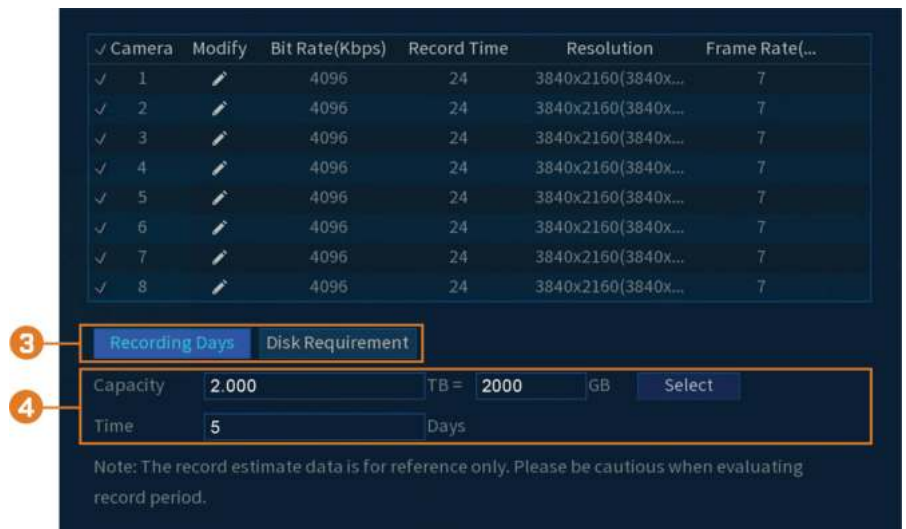 ✓ Camera Modify Bit Rate(Kbps) Record Time Resolution Frame Rate(...
✓ 1 4096 24 3840x2160(3840x... 7
✓ 2 4096 24 3840x2160(3840x... 7
✓ 3 4096 24 3840x2160(3840x... 7
✓ 4 4096 24 3840x2160(3840x... 7
✓ 5 4096 24 3840x2160(3840x... 7
✓ 6 4096 24 3840x2160(3840x... 7
✓ 7 4096 24 3840x2160(3840x... 7
✓ 8 4096 24 3840x2160(3840x... 7
3 Recording Days Disk Requirement
4 Capacity 2.000 TB = 2000 GB Select
Time 5 Days
Note: The record estimate data is for reference only. Please be cautious when evaluating
record period.